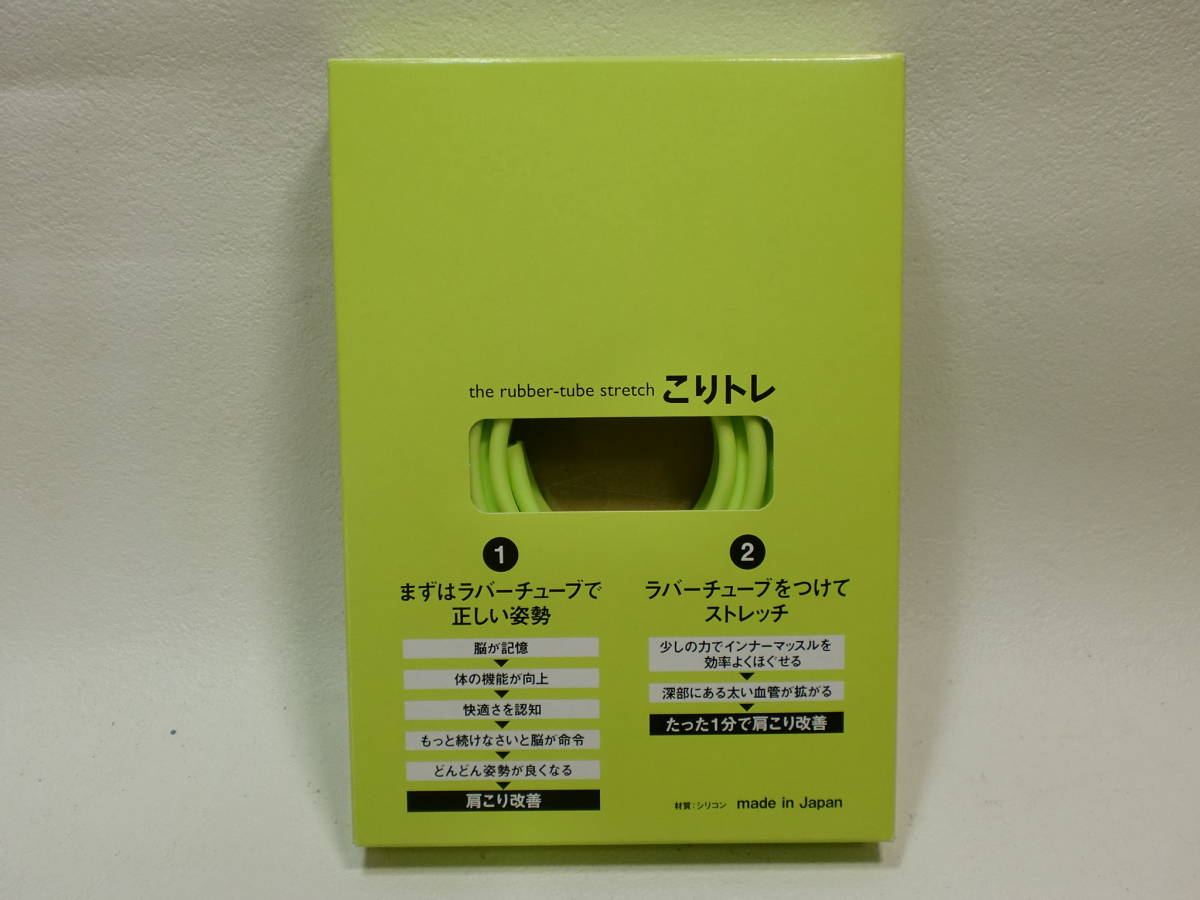 the rubber-tube stretch こりトレ
1
まずはラバーチューブで
正しい姿勢
脳が記憶
体の機能が向上
快適さを認知
もっと続けなさいと脳が命令
どんどん姿勢が良くなる
肩こり改善
2
ラバーチューブをつけて
ストレッチ
少しの力でインナーマッスルを
効率よくほぐせる
深部にある太い血管が拡がる
たった1分で肩こり改善
材質：シリコン made in Japan